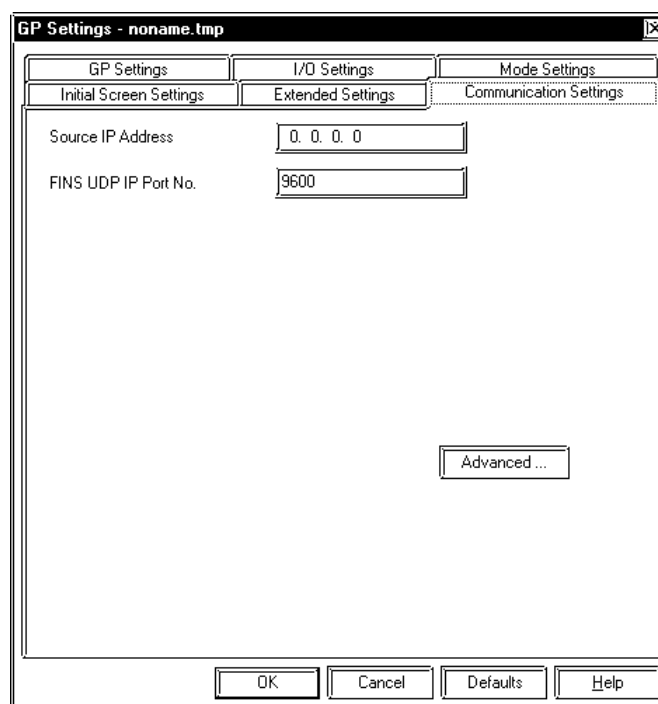 GP Settings - noname.tmp
GP Settings
I/O Settings
Mode Settings
Initial Screen Settings
Extended Settings
Communication Settings
Source IP Address
0. 0. 0. 0
FINS UDP IP Port No.
9600
Advanced ...
OK
Cancel
Defaults
Help